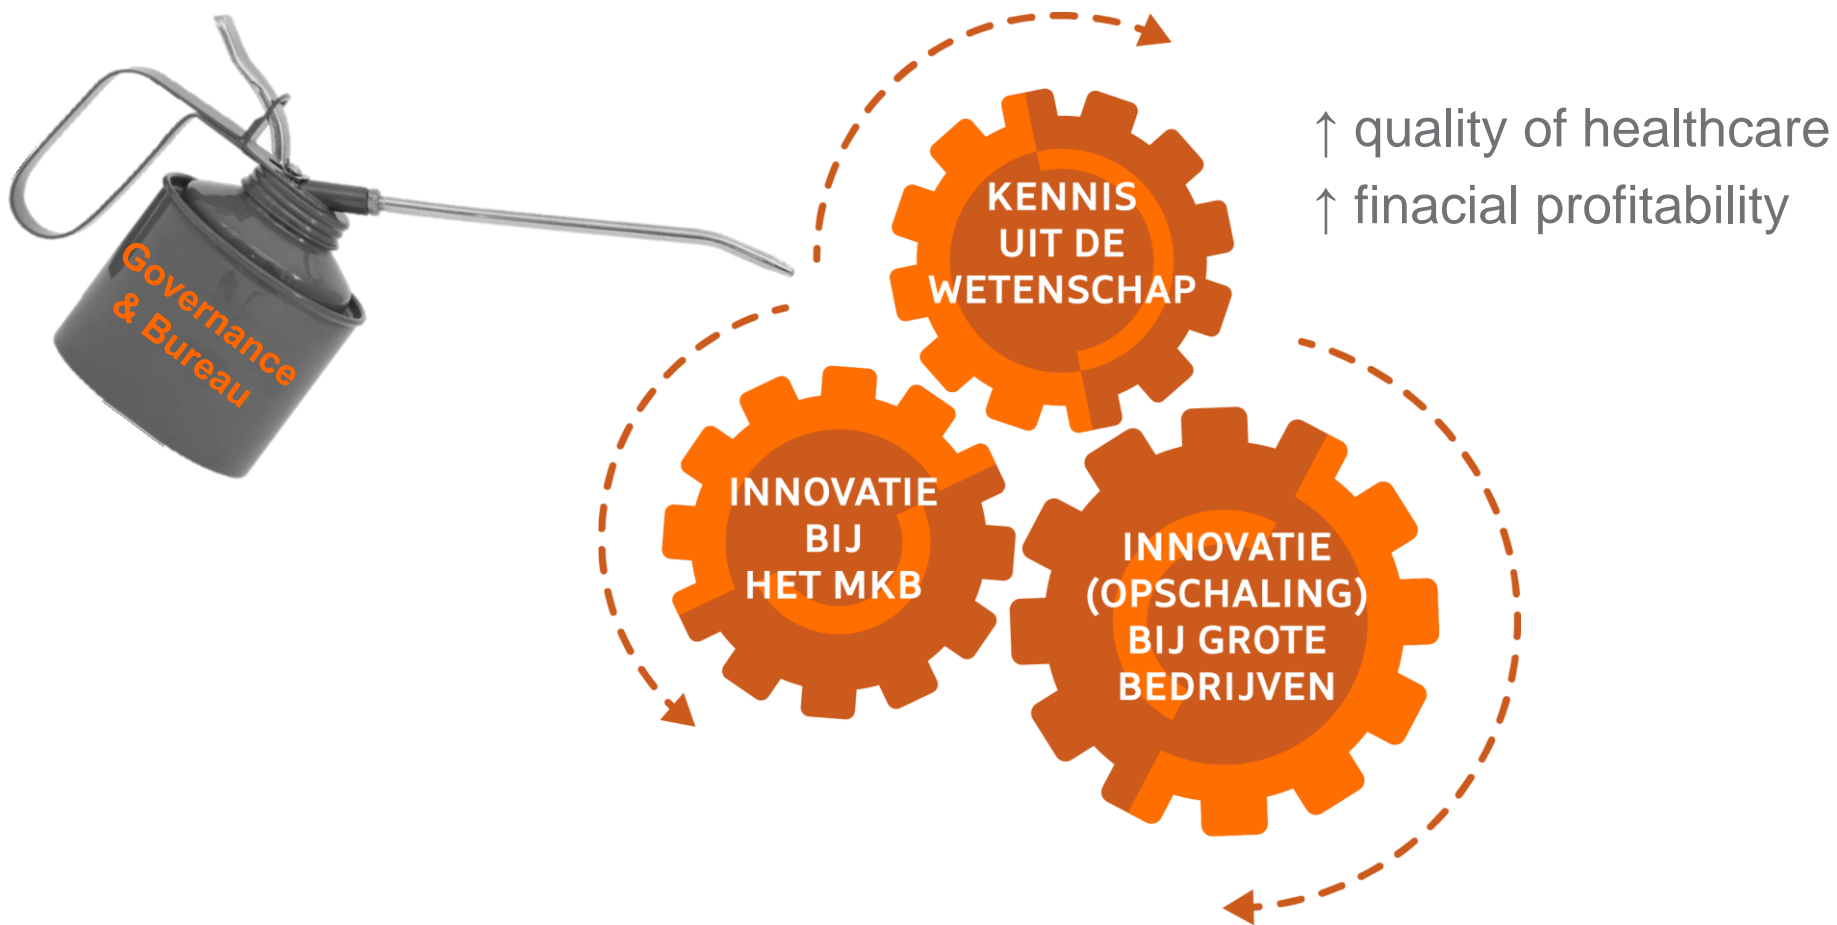 Governance
& Bureau
KENNIS
UIT DE
WETENSCHAP
↑ quality of healthcare
↑ finacial profitability
INNOVATIE
BIJ
HET MKB
INNOVATIE
(OPSCHALING)
BIJ GROTE
BEDRIJVEN